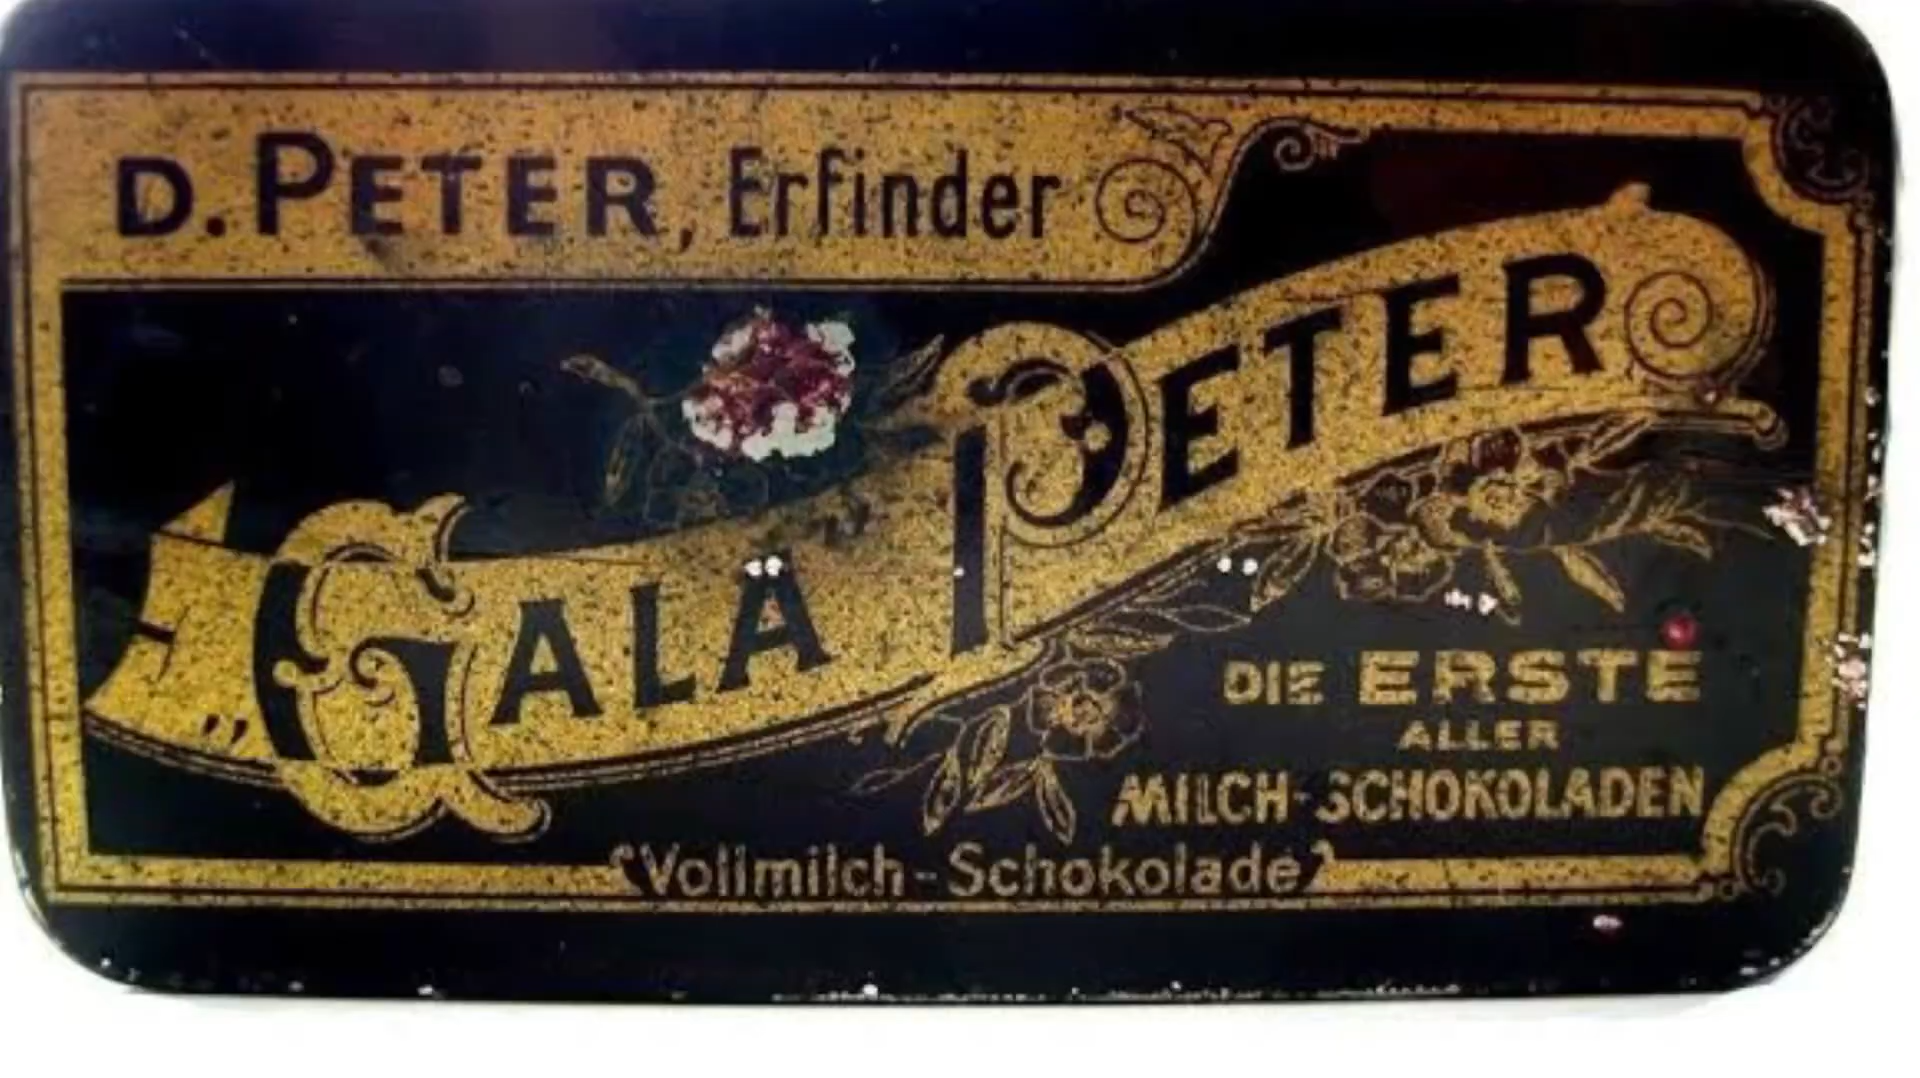 D. PETER, Erfinder
„GALA PETER
DIE ERSTE
ALLER
MILCH-SCHOKOLADEN
Vollmilch-Schokolade